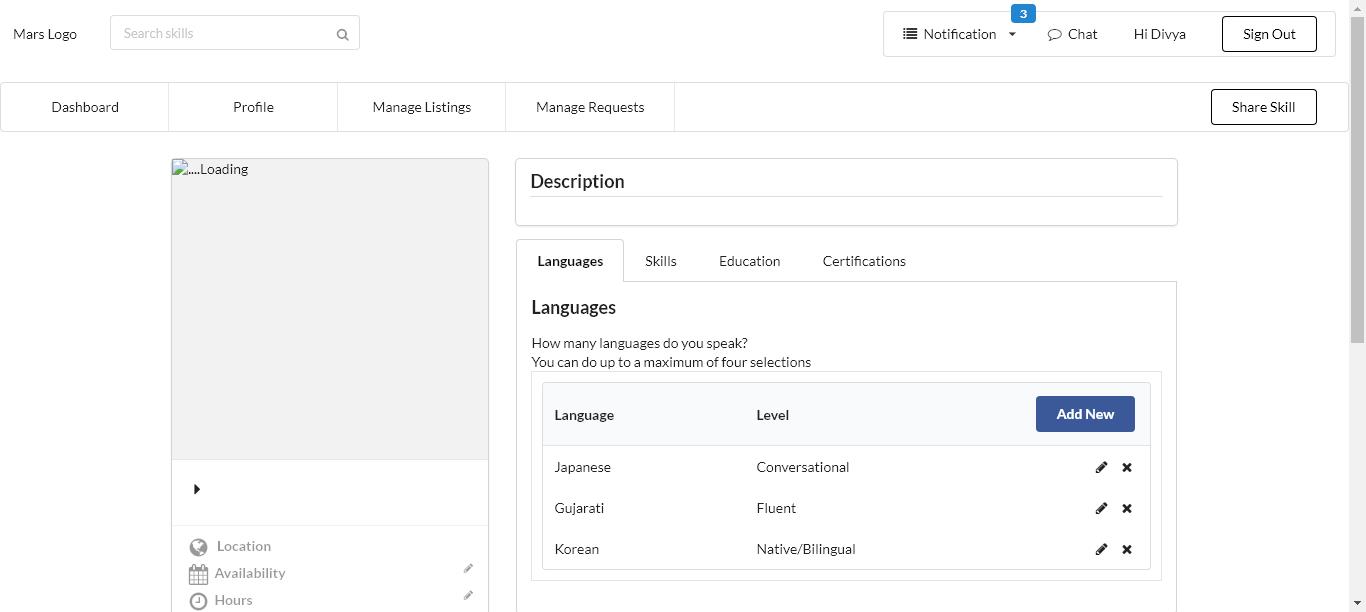 3
Mars Logo Search skills Notification Chat Hi Divya Sign Out
Dashboard Profile Manage Listings Manage Requests Share Skill
....Loading
Description
Languages Skills Education Certifications
Languages
How many languages do you speak?
You can do up to a maximum of four selections
Language Level Add New
Japanese Conversational
Gujarati Fluent
Korean Native/Bilingual
Location
Availability
Hours